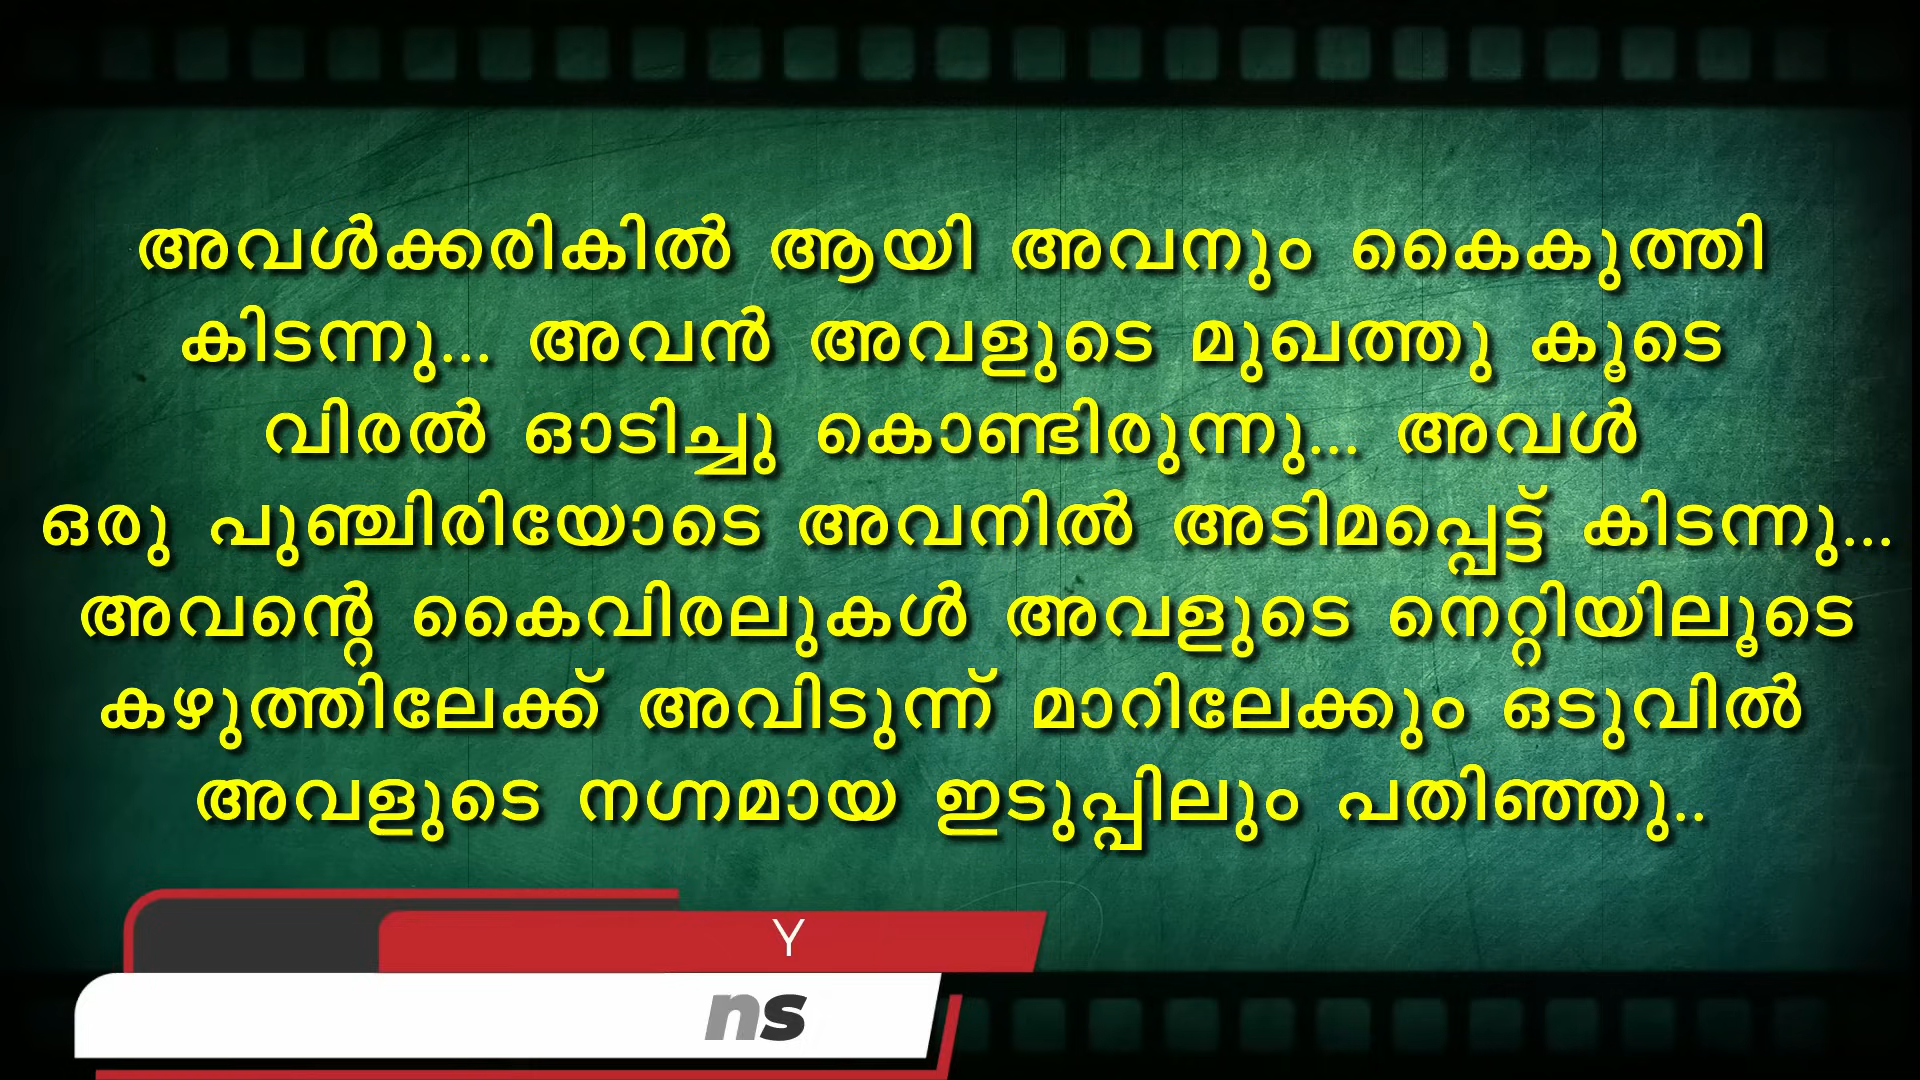 അവൾക്കരികിൽ ആയി അവനും കൈകുത്തി
കിടന്നു... അവൻ അവളുടെ മുഖത്തു കൂടെ
വിരൽ ഓടിച്ചു കൊണ്ടിരുന്നു... അവൾ
ഒരു പുഞ്ചിരിയോടെ അവനിൽ അടിമപ്പെട്ട് കിടന്നു...
അവന്റെ കൈവിരലുകൾ അവളുടെ നെറ്റിയിലൂടെ
കഴുത്തിലേക്ക് അവിടുന്ന് മാറിലേക്കും ഒടുവിൽ
അവളുടെ നഗ്നമായ ഇടുപ്പിലും പതിഞ്ഞു..
Y
ns